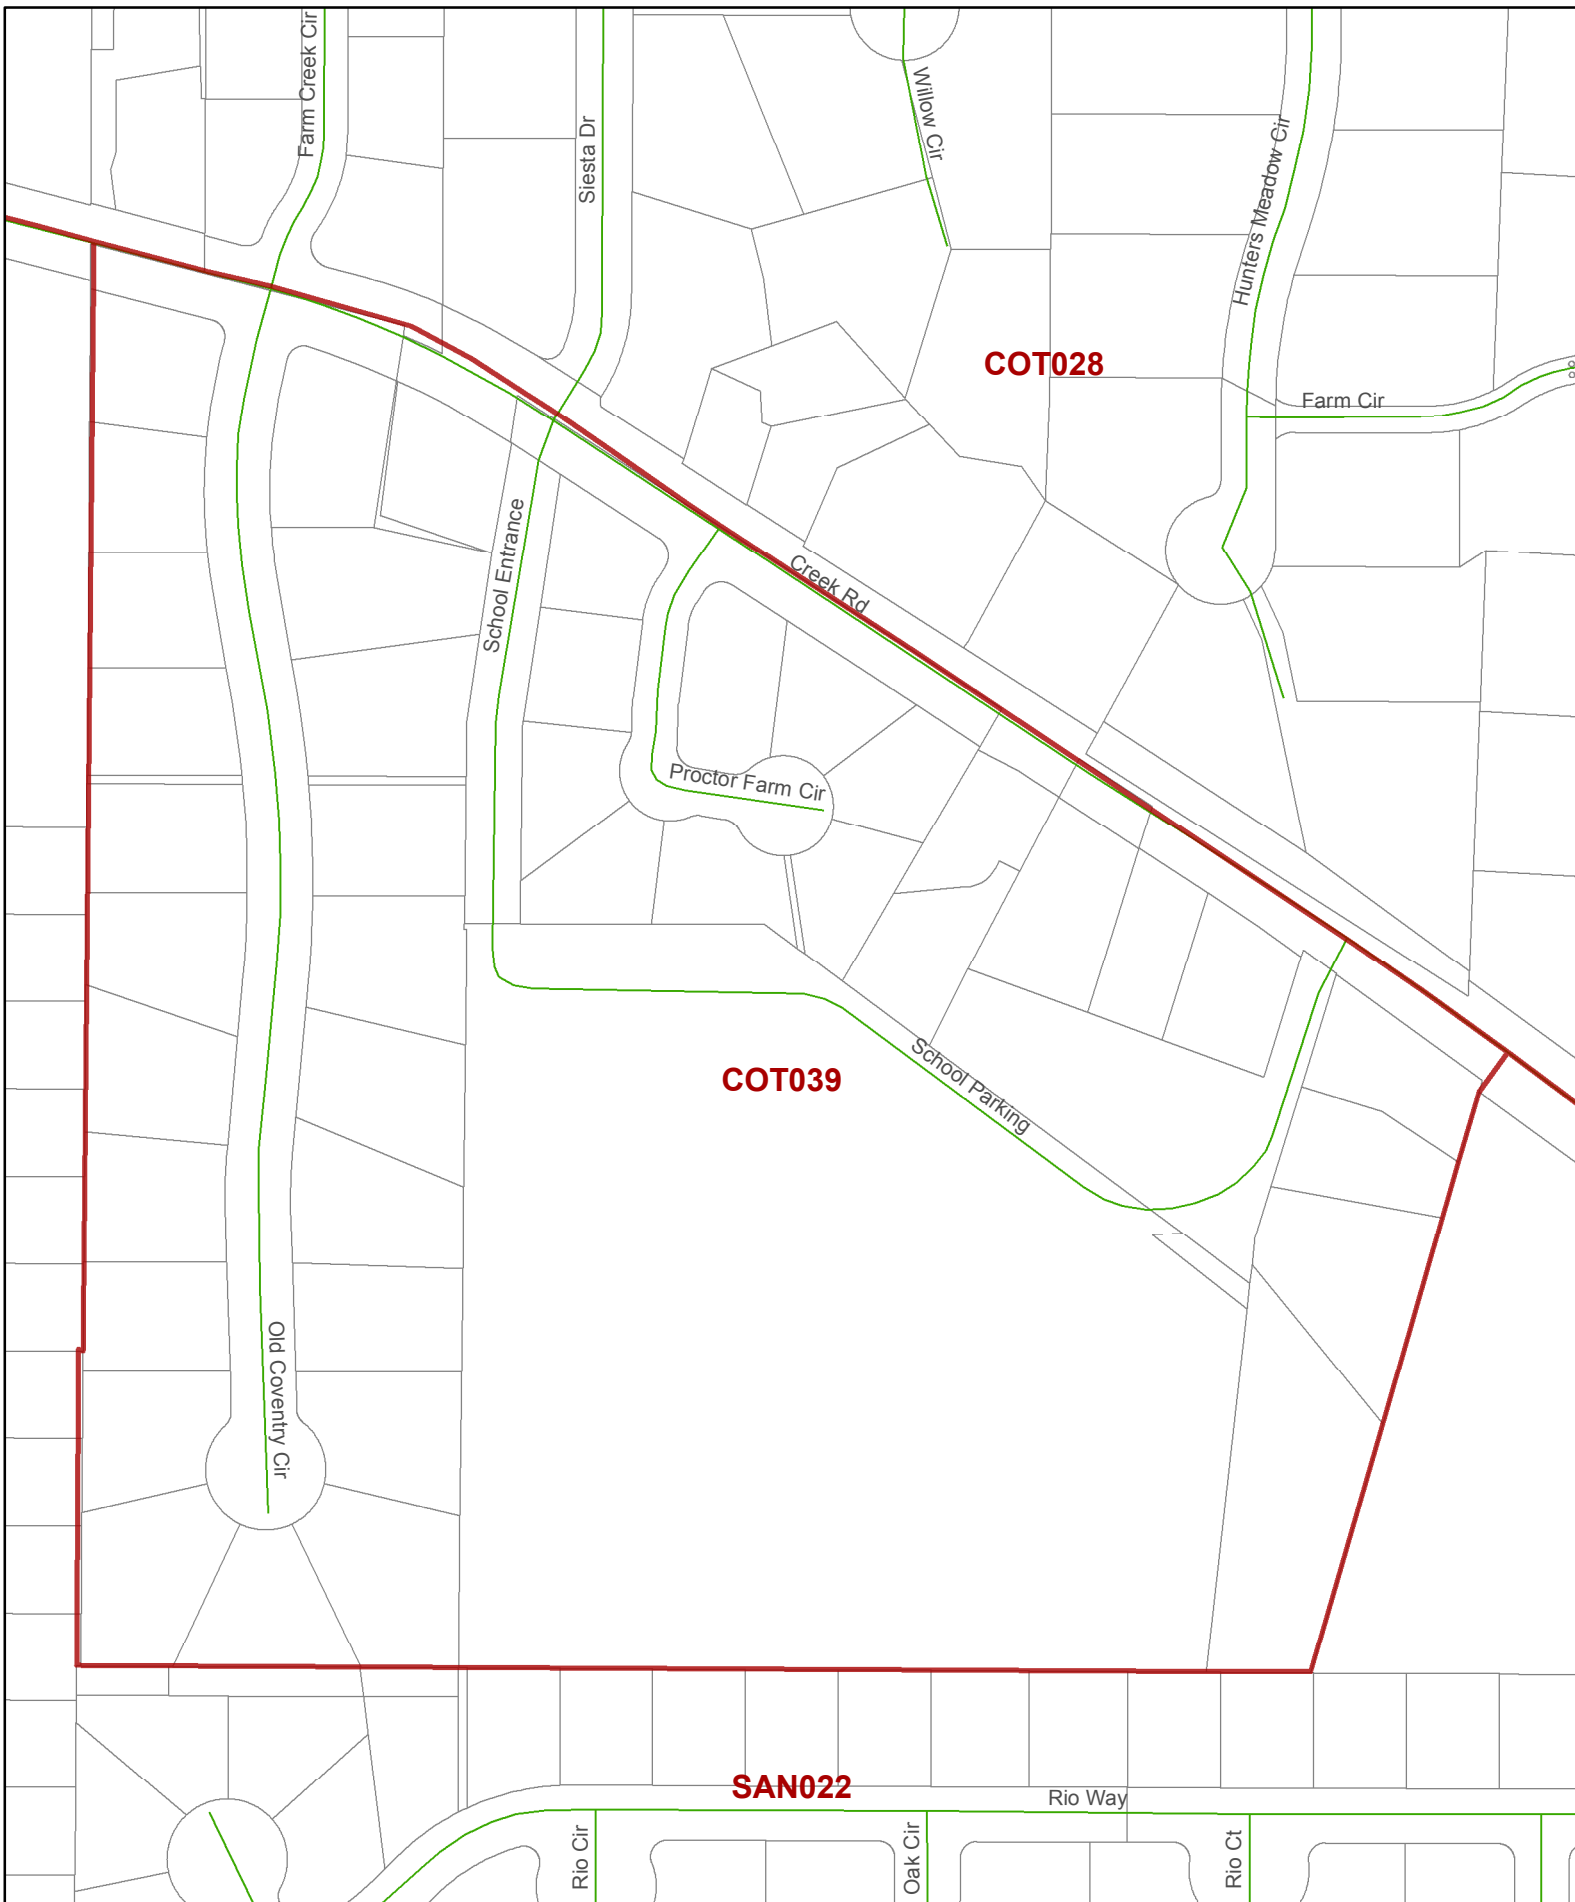 Farm Creek Cir
Siesta Dr
Willow Cir
Hunters Meadow Cir
COT028
Farm Cir
School Entrance
Creek Rd
Proctor Farm Cir
School Parking
COT039
Old Coventry Cir
SAN022
Rio Way
Rio Cir
Oak Cir
Rio Ct